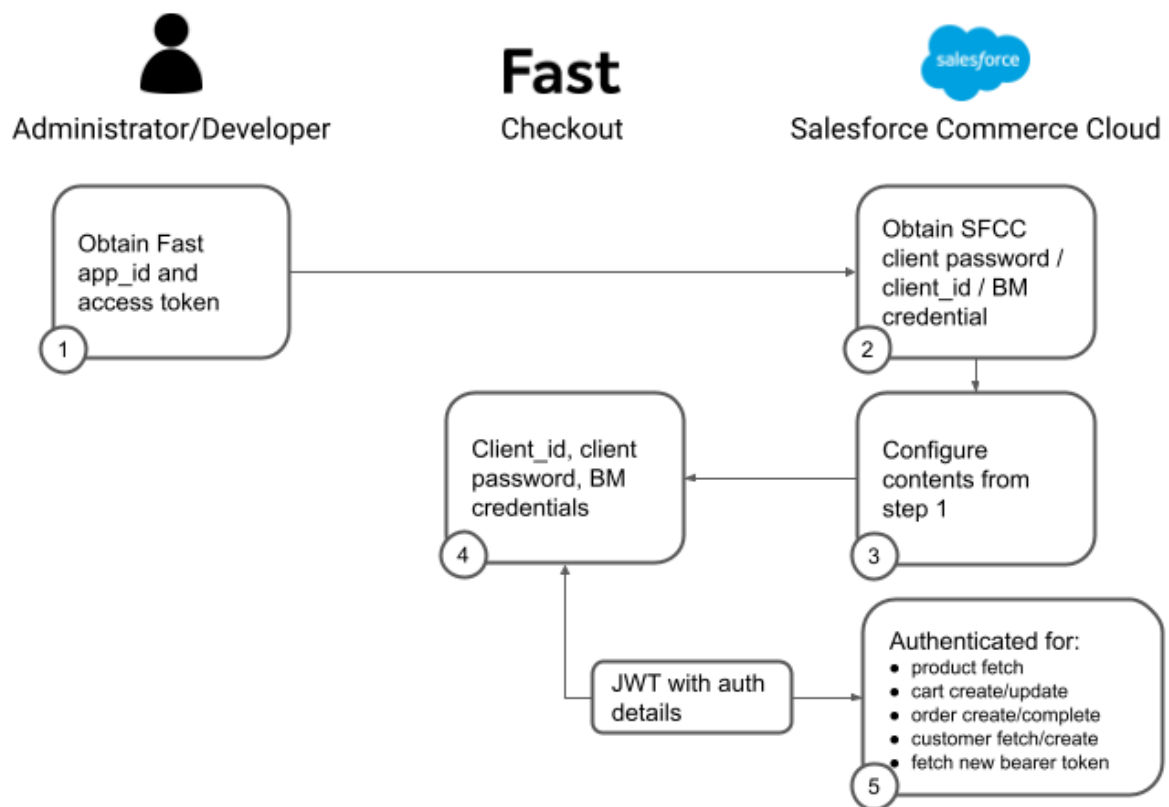 Fast
salesforce
Administrator/Developer
Checkout
Salesforce Commerce Cloud
Obtain Fast
app_id and
access token
1
Obtain SFCC
client password /
client_id / BM
credential
2
Configure
contents from
step 1
3
Client_id, client
password, BM
credentials
4
JWT with auth
details
Authenticated for:
● product fetch
● cart create/update
● order create/complete
● customer fetch/create
● fetch new bearer token
5